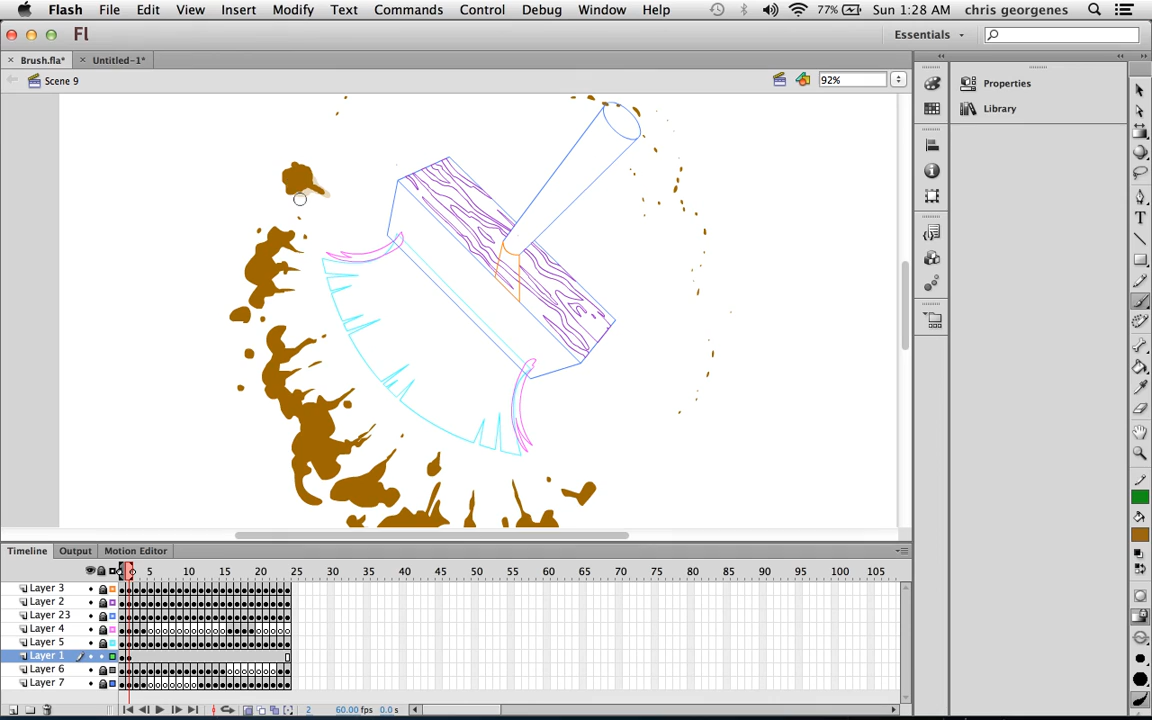 Flash File Edit View Insert Modify Text Commands Control Debug Window Help 77% Sun 1:28 AM chris georgenes
Fl Essentials
Brush.fla* Untitled-1*
Scene 9 92%
Properties
Library
Timeline Output Motion Editor
5 10 15 20 25 30 35 40 45 50 55 60 65 70 75 80 85 90 95 100 105
Layer 3
Layer 2
Layer 23
Layer 4
Layer 5
Layer 1
Layer 6
Layer 7
2 60.00 fps 0.0 s